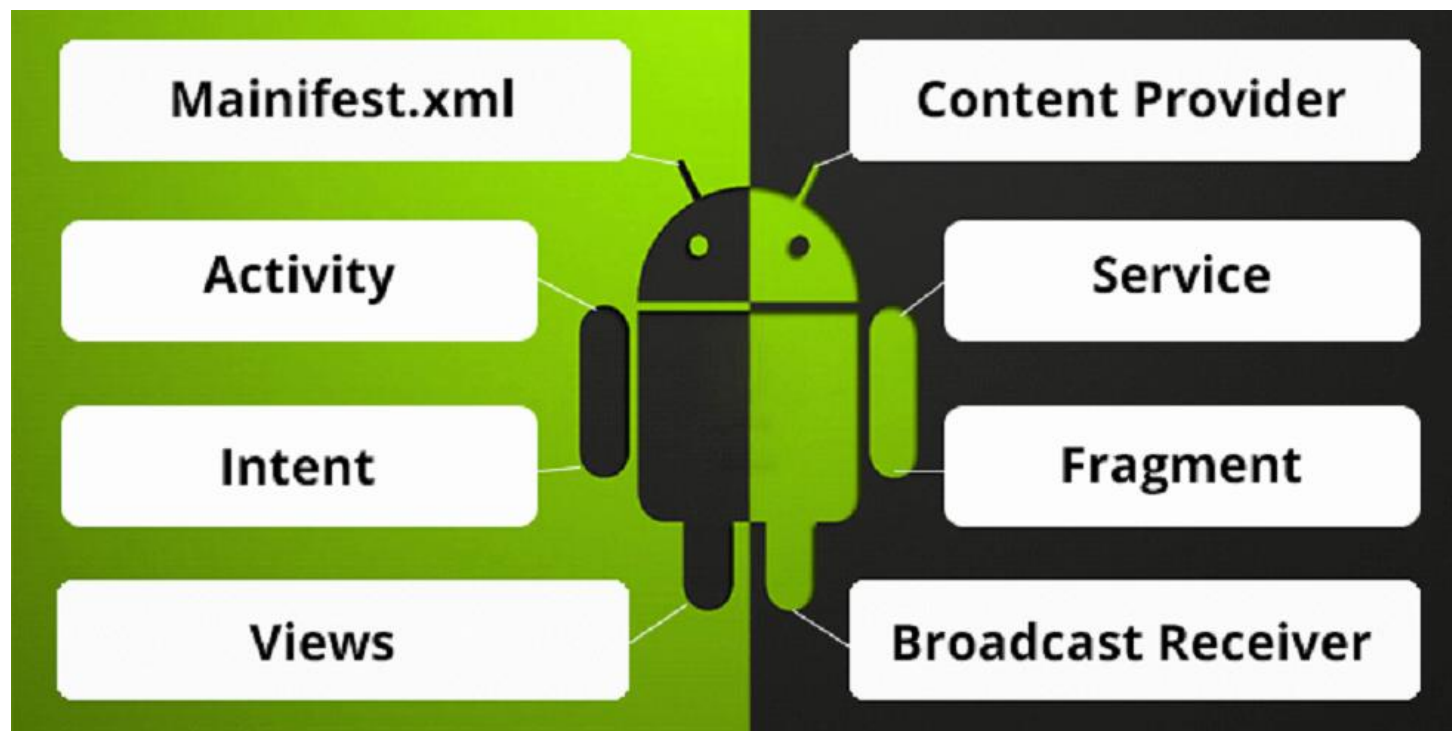 Mainifest.xml
Content Provider
Activity
Service
Intent
Fragment
Views
Broadcast Receiver